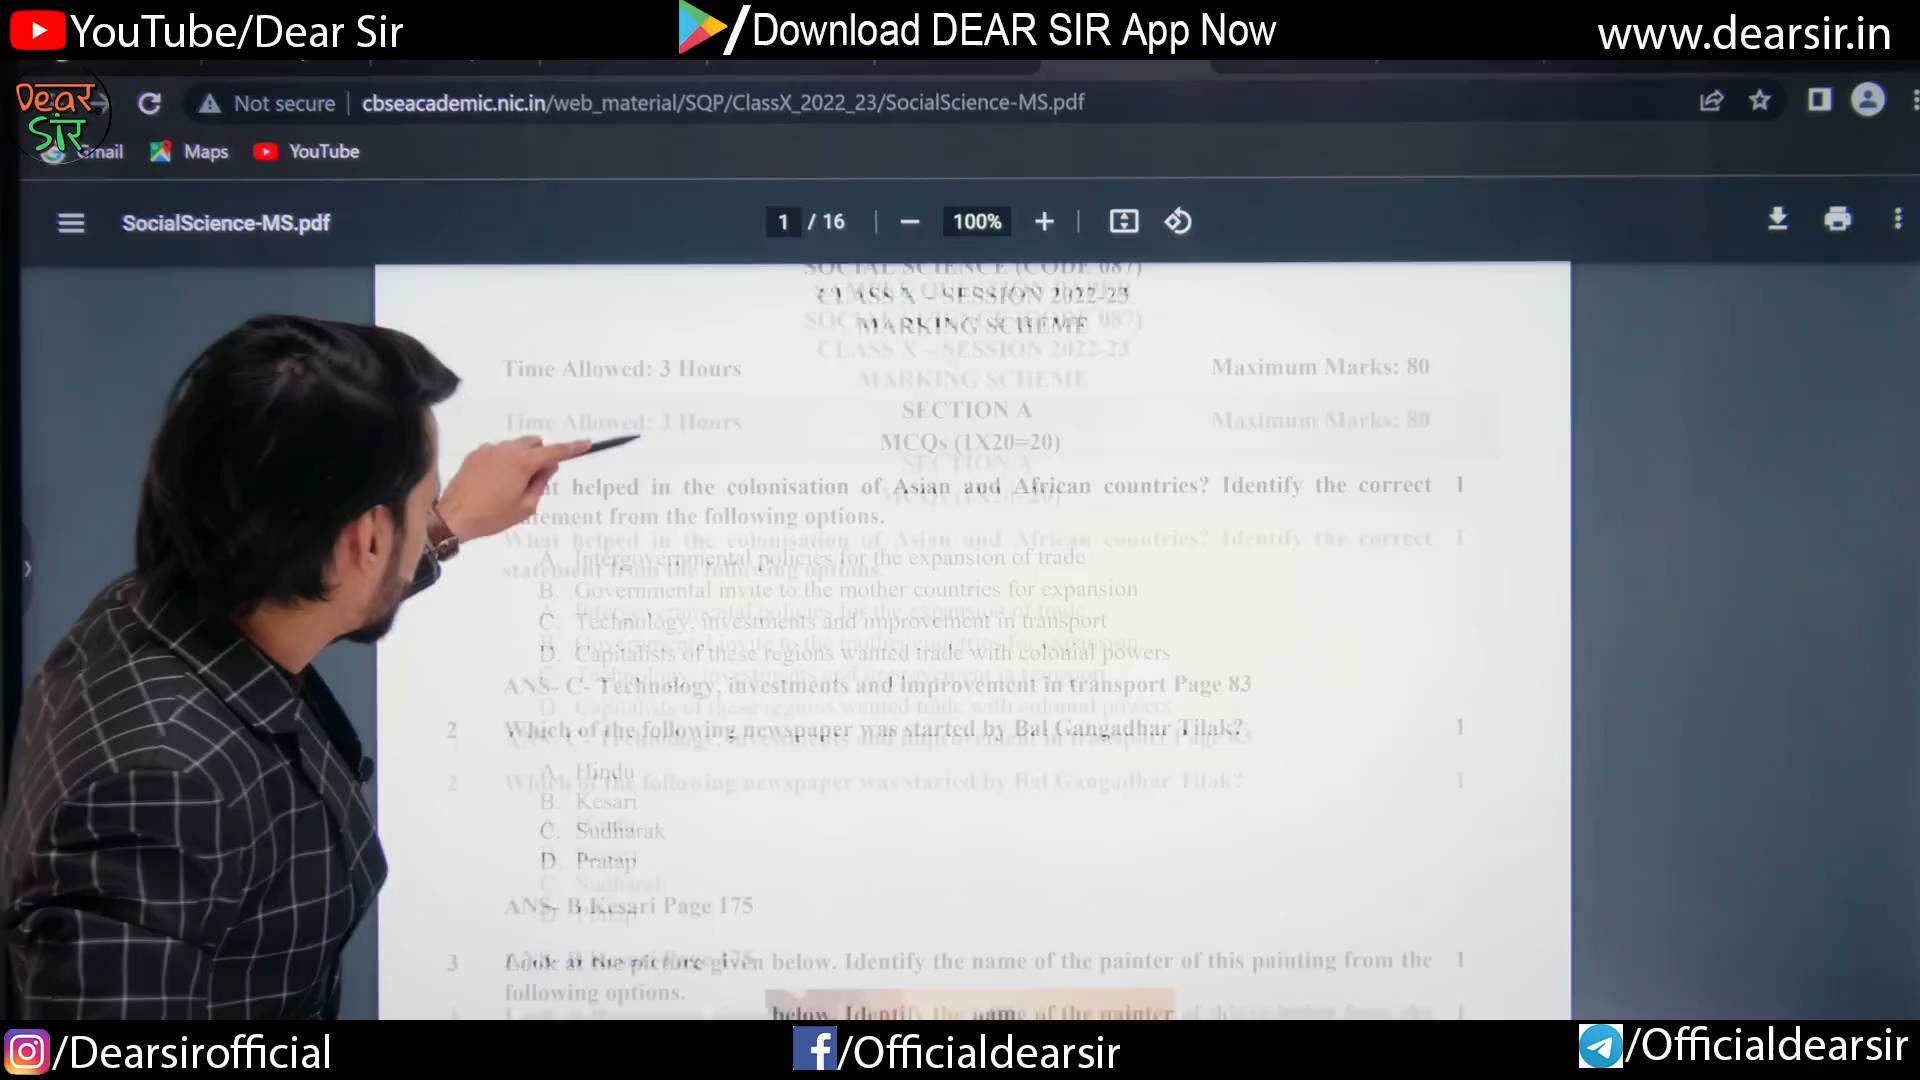 YouTube/Dear Sir
/Download DEAR SIR App Now
www.dearsir.in
Dear
सर
Not secure | cbseacademic.nic.in/web_material/SQP/ClassX_2022_23/SocialScience-MS.pdf
Gmail
Maps
YouTube
SocialScience-MS.pdf
1 / 16
100%
SOCIAL SCIENCE (CODE 087)
CLASS X – SESSION 2022-23
MARKING SCHEME
Time Allowed: 3 Hours
Maximum Marks: 80
SECTION A
MCQs (1X20=20)
helped in the colonisation of Asian and African countries? Identify the correct 1
from the following options.
A. Intergovernmental policies for the expansion of trade
B. Governmental invite to the mother countries for expansion
C. Technology, investments and improvement in transport
D. Capitalists of these regions wanted trade with colonial powers
ANS- C- Technology, investments and improvement in transport Page 83
2 Which of the following newspaper was started by Bal Gangadhar Tilak? 1
A. Hindu
B. Kesari
C. Sudharak
D. Pratap
ANS- B Kesari Page 175
3 Look at the picture given below. Identify the name of the painter of this painting from the 1
following options.
/Dearsirofficial
/Officialdearsir
/Officialdearsir